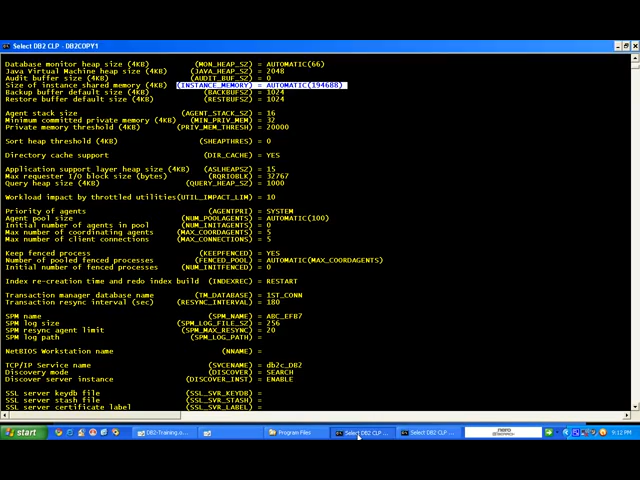 Select DB2 CLP - DB2COPY1
Database monitor heap size (4KB) (MON_HEAP_SZ) = AUTOMATIC(66)
Java Virtual Machine heap size (4KB) (JAVA_HEAP_SZ) = 2048
Audit buffer size (4KB) (AUDIT_BUF_SZ) = 0
Size of instance shared memory (4KB) (INSTANCE_MEMORY) = AUTOMATIC(194688)
Backup buffer default size (4KB) (BACKBUFSZ) = 1024
Restore buffer default size (4KB) (RESTBUFSZ) = 1024
Agent stack size (AGENT_STACK_SZ) = 16
Minimum committed private memory (4KB) (MIN_PRIV_MEM) = 32
Private memory threshold (4KB) (PRIV_MEM_THRESH) = 20000
Sort heap threshold (4KB) (SHEAPTHRES) = 0
Directory cache support (DIR_CACHE) = YES
Application support layer heap size (4KB) (ASLHEAPSZ) = 15
Max requester I/O block size (bytes) (RQRIOBLK) = 32767
Query heap size (4KB) (QUERY_HEAP_SZ) = 1000
Workload impact by throttled utilities(UTIL_IMPACT_LIM) = 10
Priority of agents (AGENTPRI) = SYSTEM
Agent pool size (NUM_POOLAGENTS) = AUTOMATIC(100)
Initial number of agents in pool (NUM_INITAGENTS) = 0
Max number of coordinating agents (MAX_COORDAGENTS) = 5
Max number of client connections (MAX_CONNECTIONS) = 5
Keep fenced process (KEEPFENCED) = YES
Number of pooled fenced processes (FENCED_POOL) = AUTOMATIC(MAX_COORDAGENTS)
Initial number of fenced processes (NUM_INITFENCED) = 0
Index re-creation time and redo index build (INDEXREC) = RESTART
Transaction manager database name (TM_DATABASE) = 1ST_CONN
Transaction resync interval (sec) (RESYNC_INTERVAL) = 180
SPM name (SPM_NAME) = ABC_EFB7
SPM log size (SPM_LOG_FILE_SZ) = 256
SPM resync agent limit (SPM_MAX_RESYNC) = 20
SPM log path (SPM_LOG_PATH) =
NetBIOS Workstation name (NNAME) =
TCP/IP Service name (SVCENAME) = db2c_DB2
Discovery mode (DISCOVER) = SEARCH
Discover server instance (DISCOVER_INST) = ENABLE
SSL server keydb file (SSL_SVR_KEYDB) =
SSL server stash file (SSL_SVR_STASH) =
SSL server certificate label (SSL_SVR_LABEL) =
start DB2-Training.o... Program Files Select DB2 CLP ... Select DB2 CLP ... nero 9:12 PM